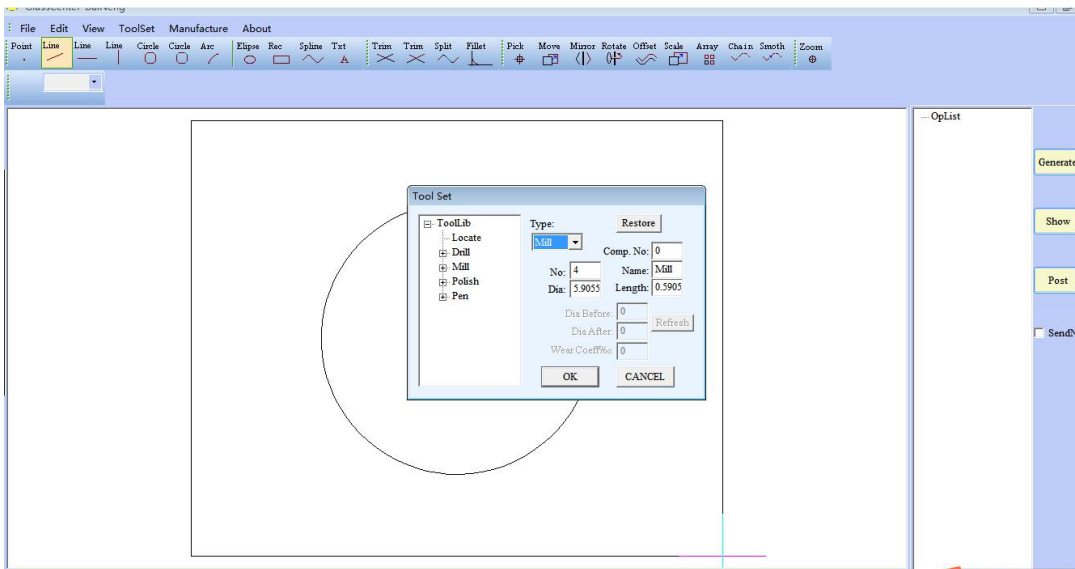 GlassCenter BaiNeng
File Edit View ToolSet Manufacture About
Point Line Line Line Circle Circle Arc Elipse Rec Spline Txt Trim Trim Split Fillet Pick Move Mirror Rotate Offset Scale Array Chain Smoth Zoom
OpList
Generate
Show
Post
SendN
Tool Set
ToolLib
Locate
Drill
Mill
Polish
Pen
Type: Restore
Mill
Comp. No: 0
No: 4 Name: Mill
Dia: 5.9055 Length: 0.5905
Dia Before: 0
Dia After: 0 Refresh
Wear Coeff‰: 0
OK CANCEL